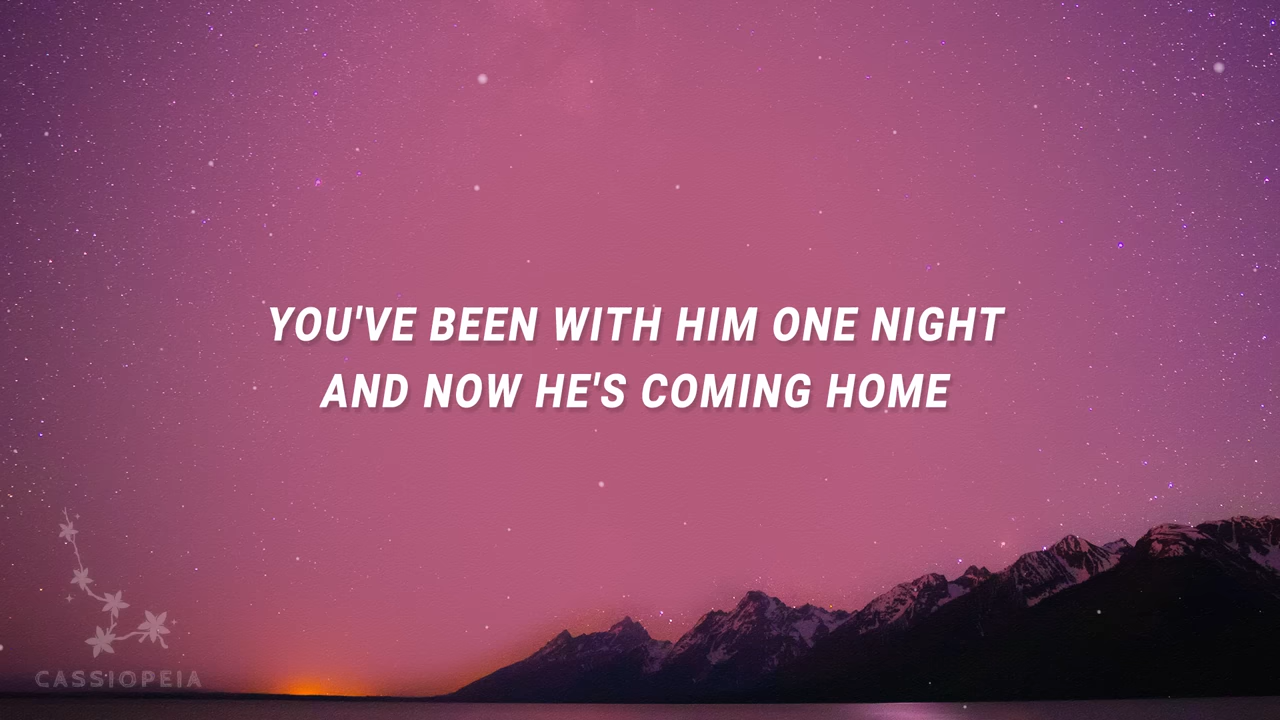 YOU'VE BEEN WITH HIM ONE NIGHT
AND NOW HE'S COMING HOME
CASSIOPEIA